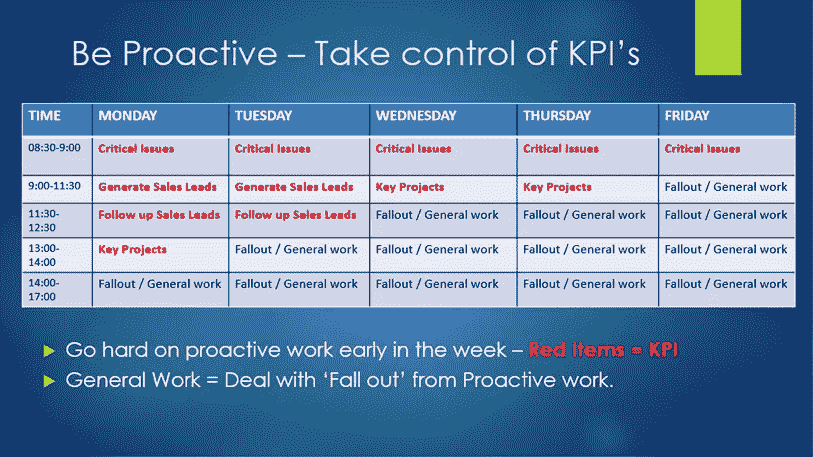 Be Proactive – Take control of KPI's
TIME MONDAY TUESDAY WEDNESDAY THURSDAY FRIDAY
08:30-9:00 Critical Issues Critical Issues Critical Issues Critical Issues Critical Issues
9:00-11:30 Generate Sales Leads Generate Sales Leads Key Projects Key Projects Fallout / General work
11:30-12:30 Follow up Sales Leads Follow up Sales Leads Fallout / General work Fallout / General work Fallout / General work
13:00-14:00 Key Projects Fallout / General work Fallout / General work Fallout / General work Fallout / General work
14:00-17:00 Fallout / General work Fallout / General work Fallout / General work Fallout / General work Fallout / General work
Go hard on proactive work early in the week – Red Items = KPI
General Work = Deal with 'Fall out' from Proactive work.